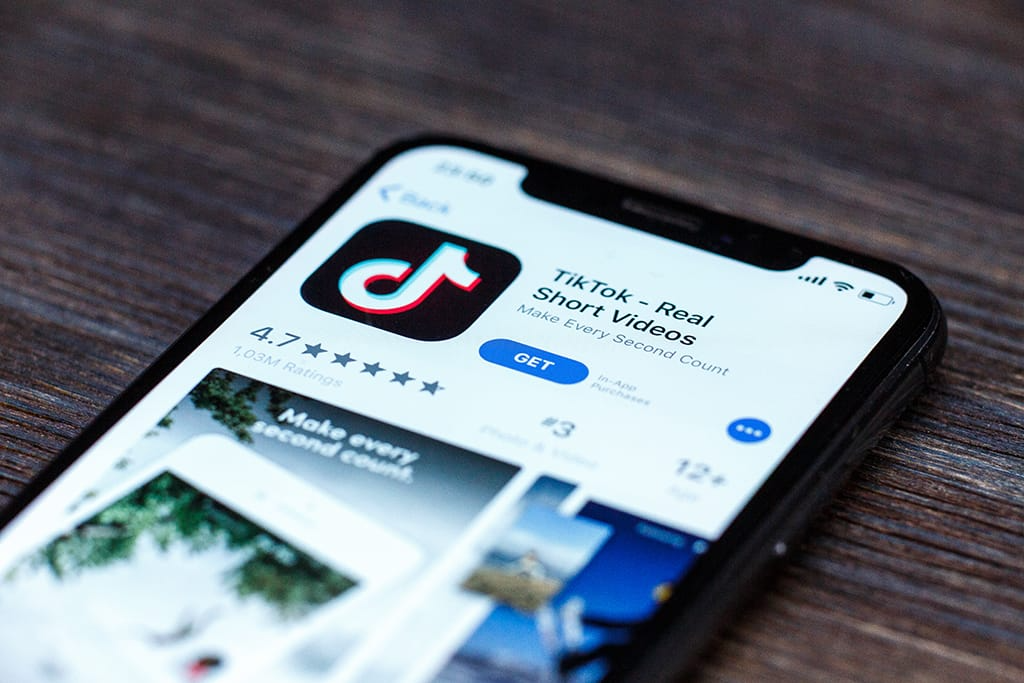 Back
TikTok - Real
Short Videos
Make Every Second Count
GET
In-App
Purchases
4.7
1,03M Ratings
#3
Photo & Video
12+
Age
Make every
second count.